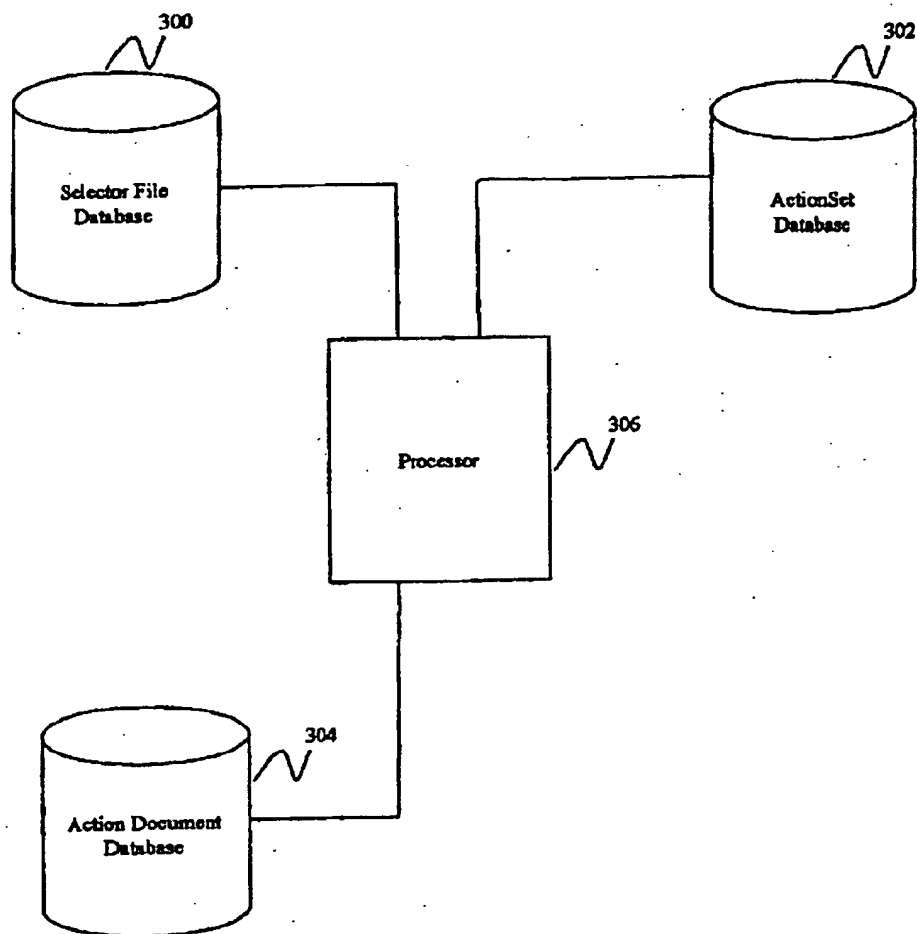 300
302
Selector File
Database
ActionSet
Database
306
Processor
304
Action Document
Database